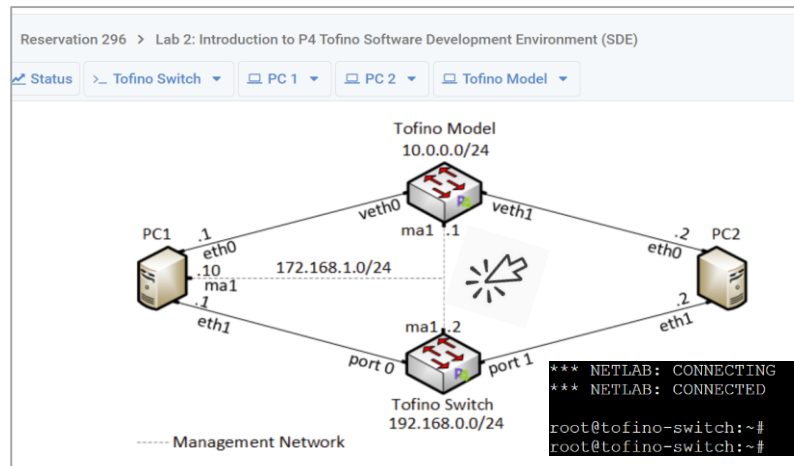 Reservation 296 > Lab 2: Introduction to P4 Tofino Software Development Environment (SDE)
Status >_ Tofino Switch PC 1 PC 2 Tofino Model
Tofino Model
10.0.0.0/24
veth0 veth1
ma1 .1
PC1 .1 eth0
.2 eth0 PC2
.10
ma1
172.168.1.0/24
.1 eth1
.2 eth1
ma1 .2
port 0 port 1
Tofino Switch
192.168.0.0/24
Management Network
*** NETLAB: CONNECTING
*** NETLAB: CONNECTED
root@tofino-switch:~#
root@tofino-switch:~#